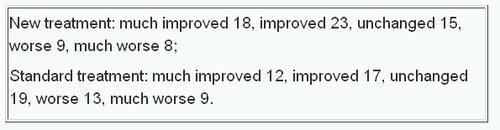 New treatment: much improved 18, improved 23, unchanged 15,
worse 9, much worse 8;
Standard treatment: much improved 12, improved 17, unchanged
19, worse 13, much worse 9.